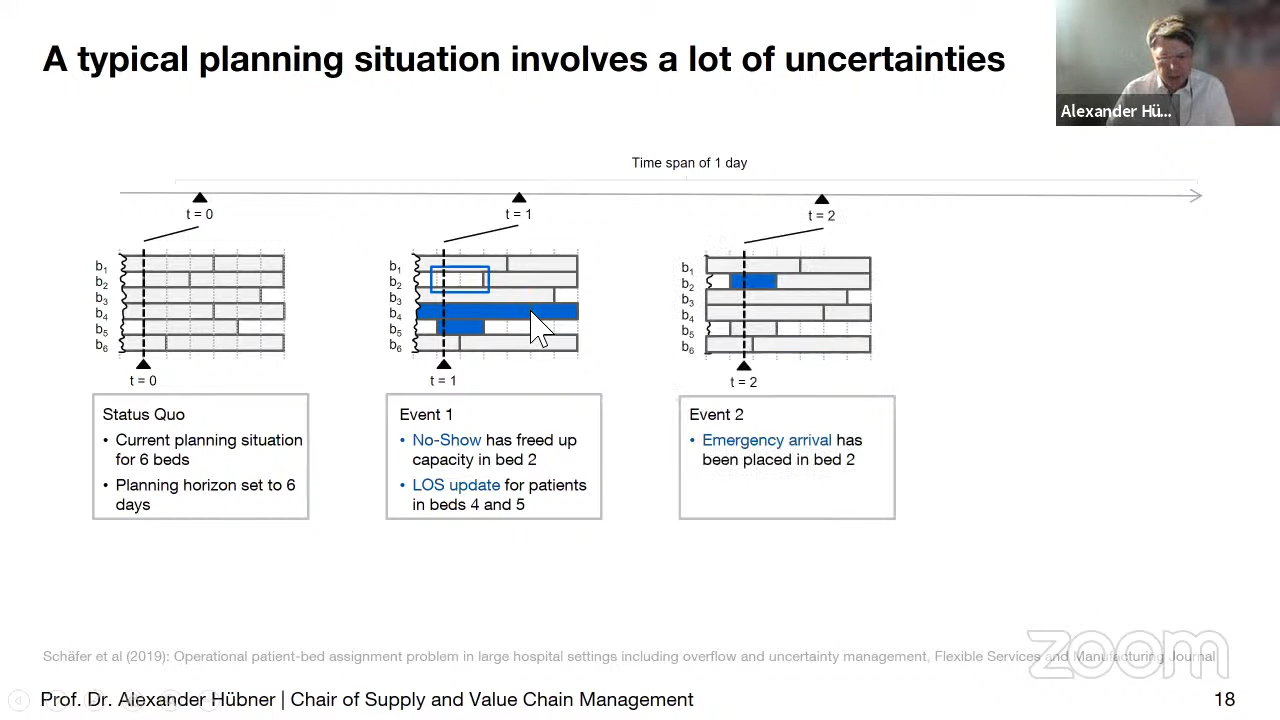 A typical planning situation involves a lot of uncertainties
Alexander Hü...
Time span of 1 day
t = 0
t = 1
t = 2
b1
b2
b3
b4
b5
b6
t = 0
b1
b2
b3
b4
b5
b6
t = 1
b1
b2
b3
b4
b5
b6
t = 2
Status Quo
• Current planning situation
for 6 beds
• Planning horizon set to 6
days
Event 1
• No-Show has freed up
capacity in bed 2
• LOS update for patients
in beds 4 and 5
Event 2
• Emergency arrival has
been placed in bed 2
zoom
Schäfer et al (2019): Operational patient-bed assignment problem in large hospital settings including overflow and uncertainty management, Flexible Services and Manufacturing Journal
Prof. Dr. Alexander Hübner | Chair of Supply and Value Chain Management
18